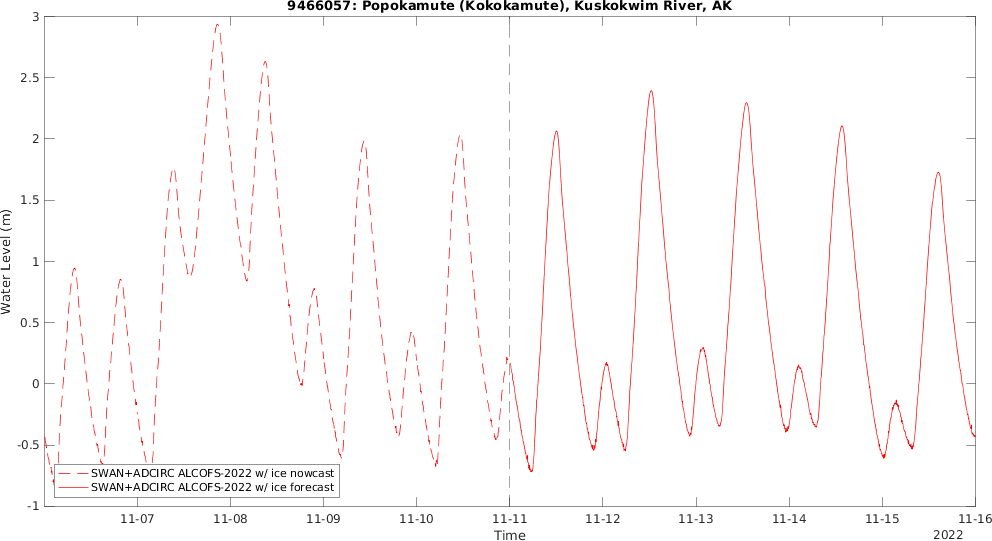 9466057: Popokamute (Kokokamute), Kuskokwim River, AK
3
2.5
2
1.5
1
0.5
0
-0.5
-1
Water Level (m)
SWAN+ADCIRC ALCOFS-2022 w/ ice nowcast
SWAN+ADCIRC ALCOFS-2022 w/ ice forecast
11-07 11-08 11-09 11-10 11-11 11-12 11-13 11-14 11-15 11-16
Time
2022